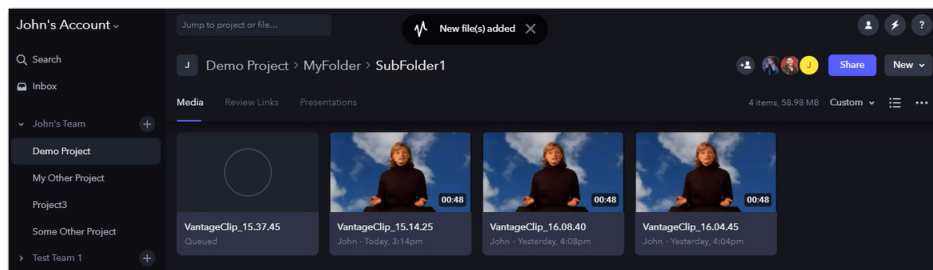 John's Account
Jump to project or file...
New file(s) added
?
Search
Inbox
John's Team
Demo Project
My Other Project
Project3
Some Other Project
Test Team 1
J Demo Project > MyFolder > SubFolder1
J
Share
New
Media Review Links Presentations
4 items, 58.98 MB Custom
00:48 00:48 00:48
VantageClip_15.37.45 VantageClip_15.14.25 VantageClip_16.08.40 VantageClip_16.04.45
Queued John - Today, 3:14pm John - Yesterday, 4:08pm John - Yesterday, 4:04pm